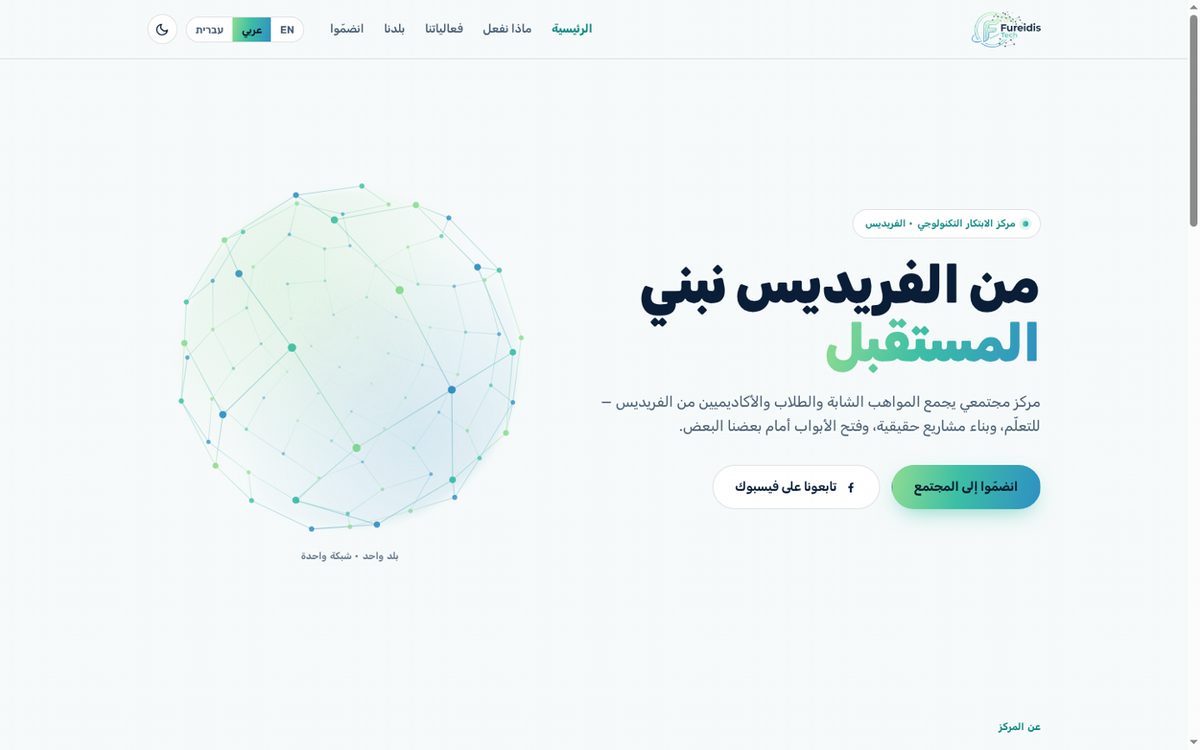 Fureidis
Tech
الرئيسية
ماذا نفعل
فعالياتنا
بلدنا
انضمّوا
EN
عربي
עברית
مركز الابتكار التكنولوجي • الفريديس
من الفريديس نبني
المستقبل
مركز مجتمعي يجمع المواهب الشابة والطلاب والأكاديميين من الفريديس —
للتعلّم، وبناء مشاريع حقيقية، وفتح الأبواب أمام بعضنا البعض.
انضمّوا إلى المجتمع
تابعونا على فيسبوك
بلد واحد • شبكة واحدة
عن المركز